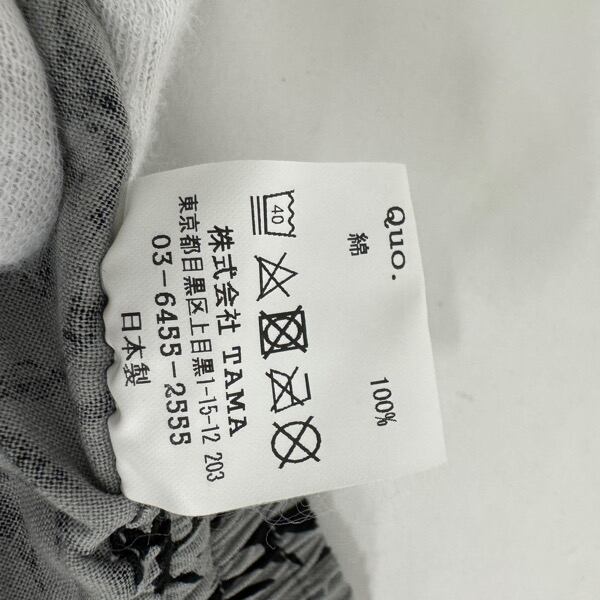 Quo.
綿 100%
40
株式会社 TAMA
東京都目黒区上目黒1-15-12 203
03-6455-2555
日本製